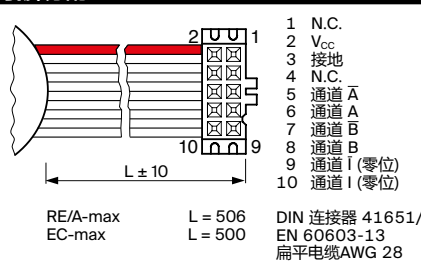 2 1
10 9
L ± 10
1 N.C.
2 V_CC
3 接地
4 N.C.
5 通道 A̅
6 通道 A
7 通道 B̅
8 通道 B
9 通道 I̅ (零位)
10 通道 I (零位)
RE/A-max L = 506
EC-max L = 500
DIN 连接器 41651/
EN 60603-13
扁平电缆AWG 28